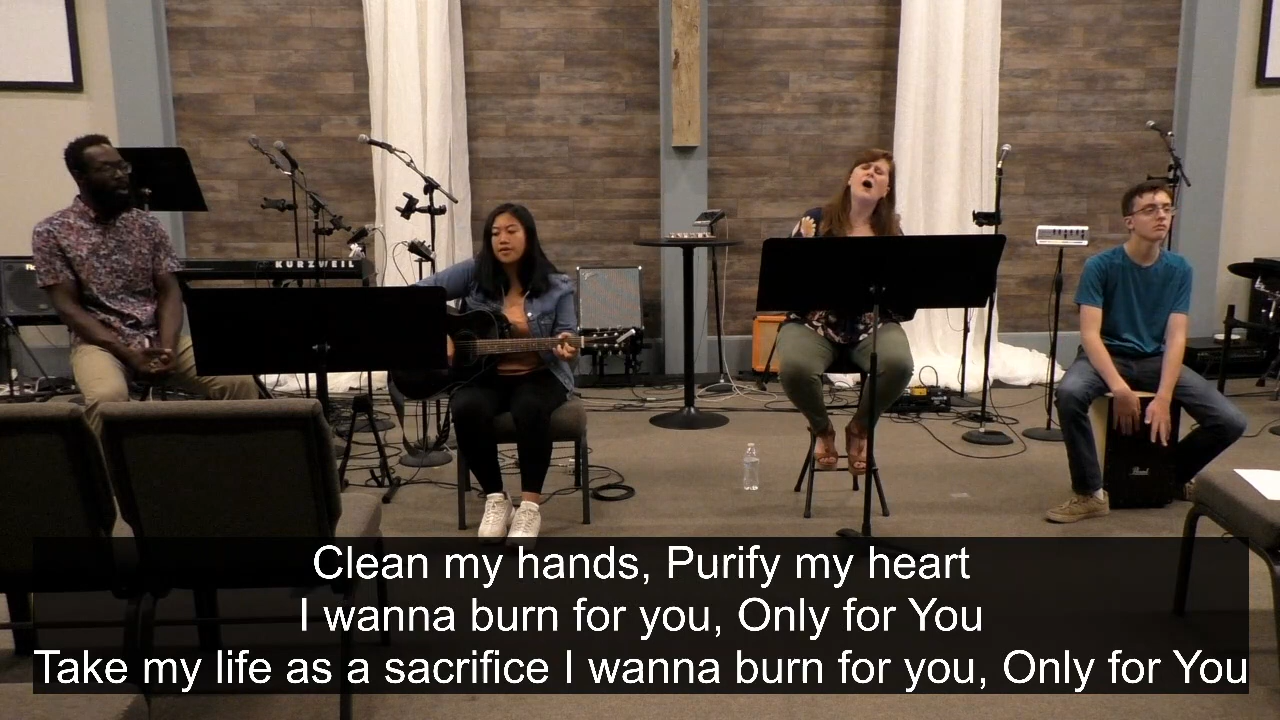 KURZWEIL
Clean my hands, Purify my heart
I wanna burn for you, Only for You
Take my life as a sacrifice I wanna burn for you, Only for You